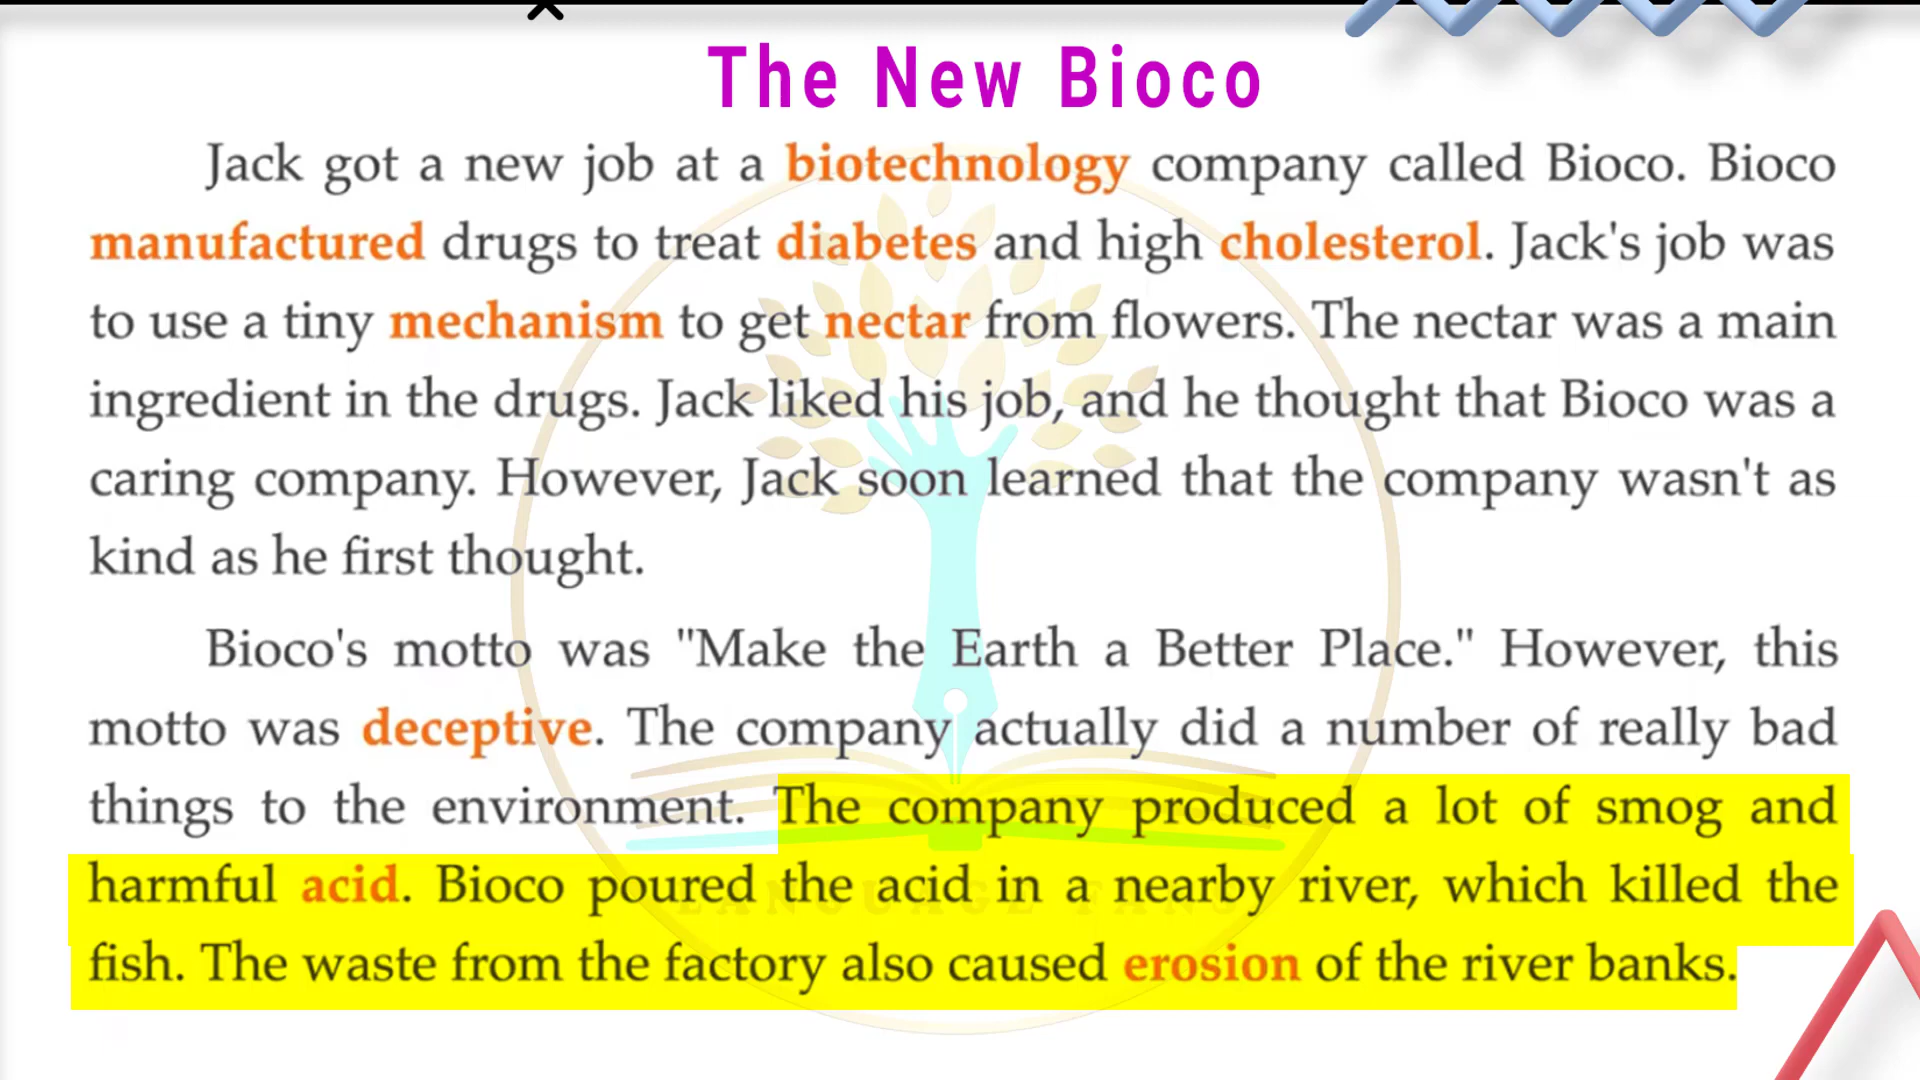 The New Bioco
Jack got a new job at a biotechnology company called Bioco. Bioco
manufactured drugs to treat diabetes and high cholesterol. Jack's job was
to use a tiny mechanism to get nectar from flowers. The nectar was a main
ingredient in the drugs. Jack liked his job, and he thought that Bioco was a
caring company. However, Jack soon learned that the company wasn't as
kind as he first thought.
Bioco's motto was "Make the Earth a Better Place." However, this
motto was deceptive. The company actually did a number of really bad
things to the environment. The company produced a lot of smog and
harmful acid. Bioco poured the acid in a nearby river, which killed the
fish. The waste from the factory also caused erosion of the river banks.